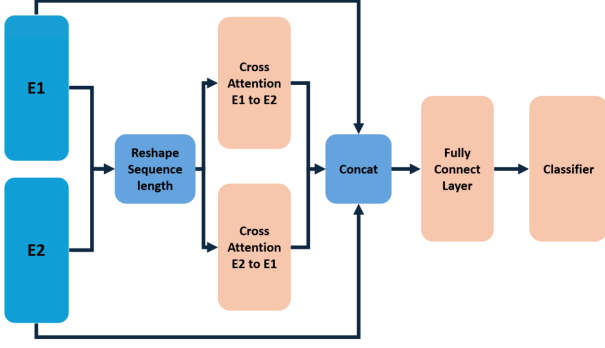 E1
E2
Reshape
Sequence
length
Cross
Attention
E1 to E2
Cross
Attention
E2 to E1
Concat
Fully
Connect
Layer
Classifier